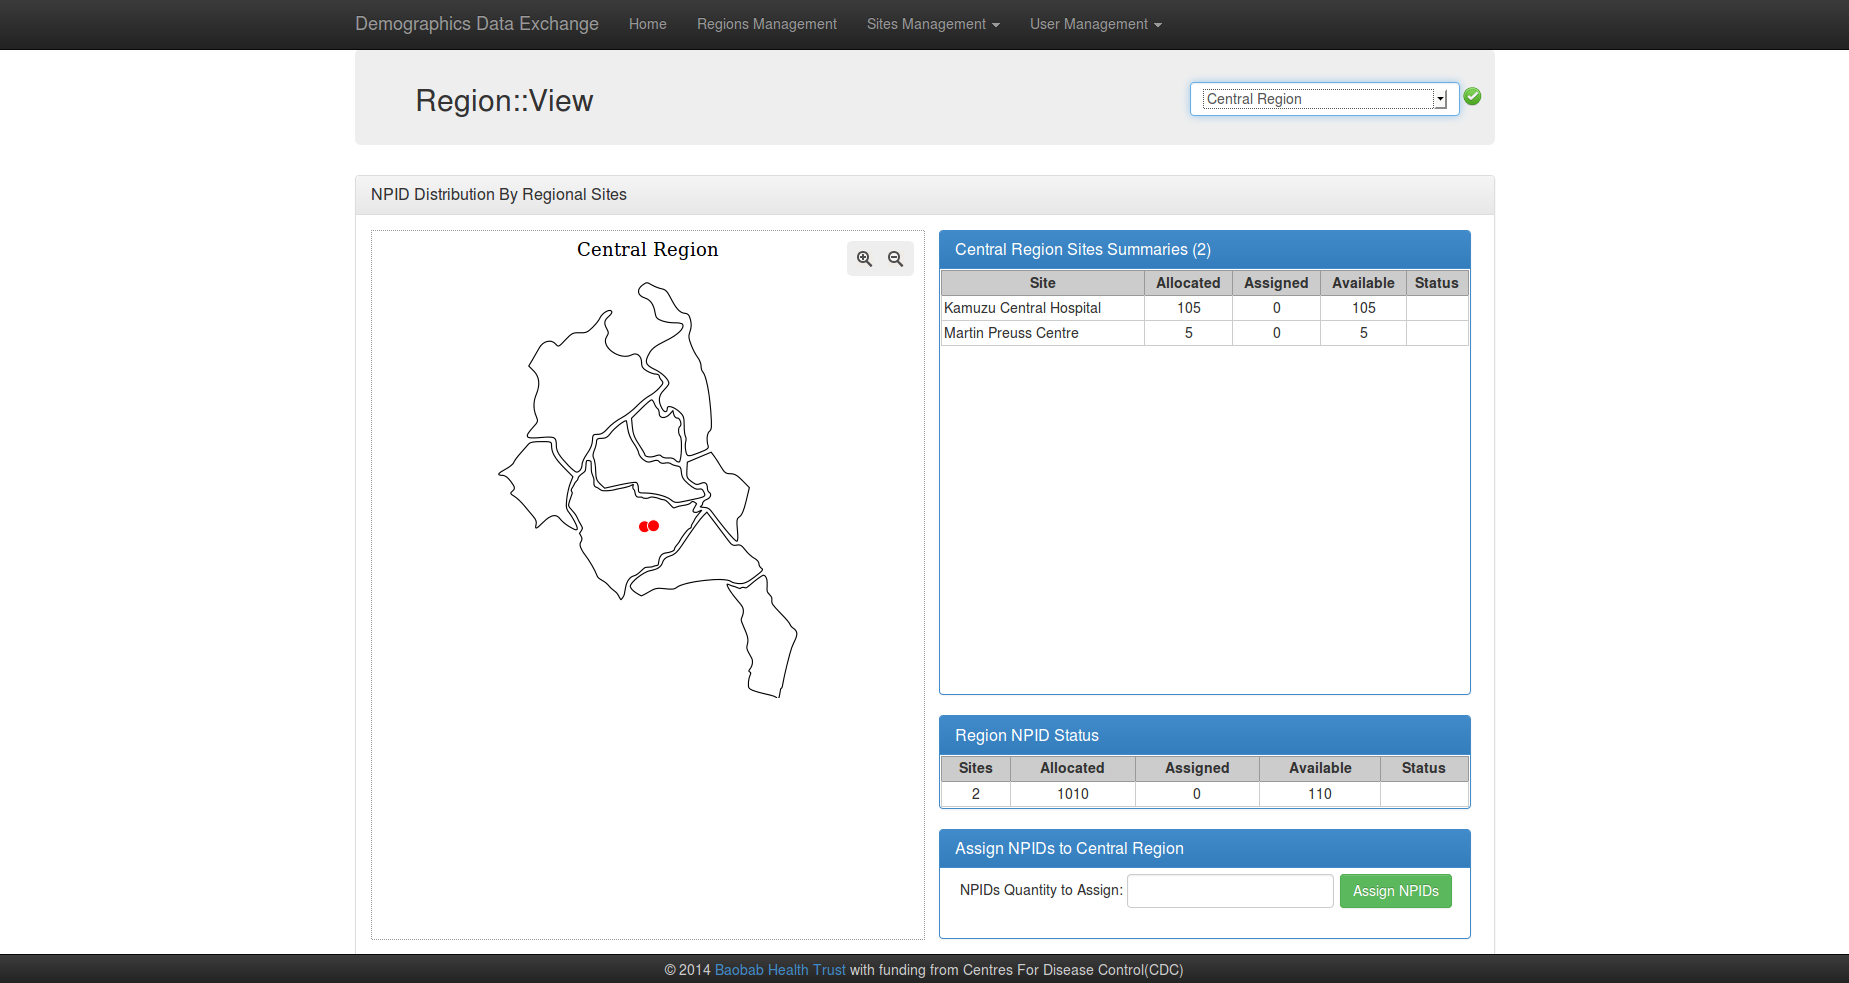 Demographics Data Exchange Home Regions Management Sites Management User Management
Region::View
Central Region
NPID Distribution By Regional Sites
Central Region
Central Region Sites Summaries (2)
Site Allocated Assigned Available Status
Kamuzu Central Hospital 105 0 105
Martin Preuss Centre 5 0 5
Region NPID Status
Sites Allocated Assigned Available Status
2 1010 0 110
Assign NPIDs to Central Region
NPIDs Quantity to Assign: Assign NPIDs
© 2014 Baobab Health Trust with funding from Centres For Disease Control(CDC)